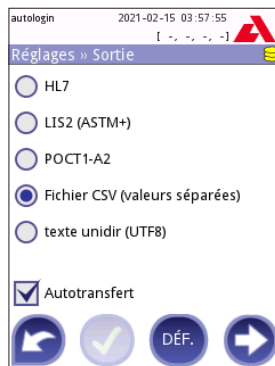 autologin 2021-02-15 03:57:55
[ -, -, -, -]
Réglages » Sortie
HL7
LIS2 (ASTM+)
POCT1-A2
Fichier CSV (valeurs séparées)
texte unidir (UTF8)
Autotransfert
DÉF.